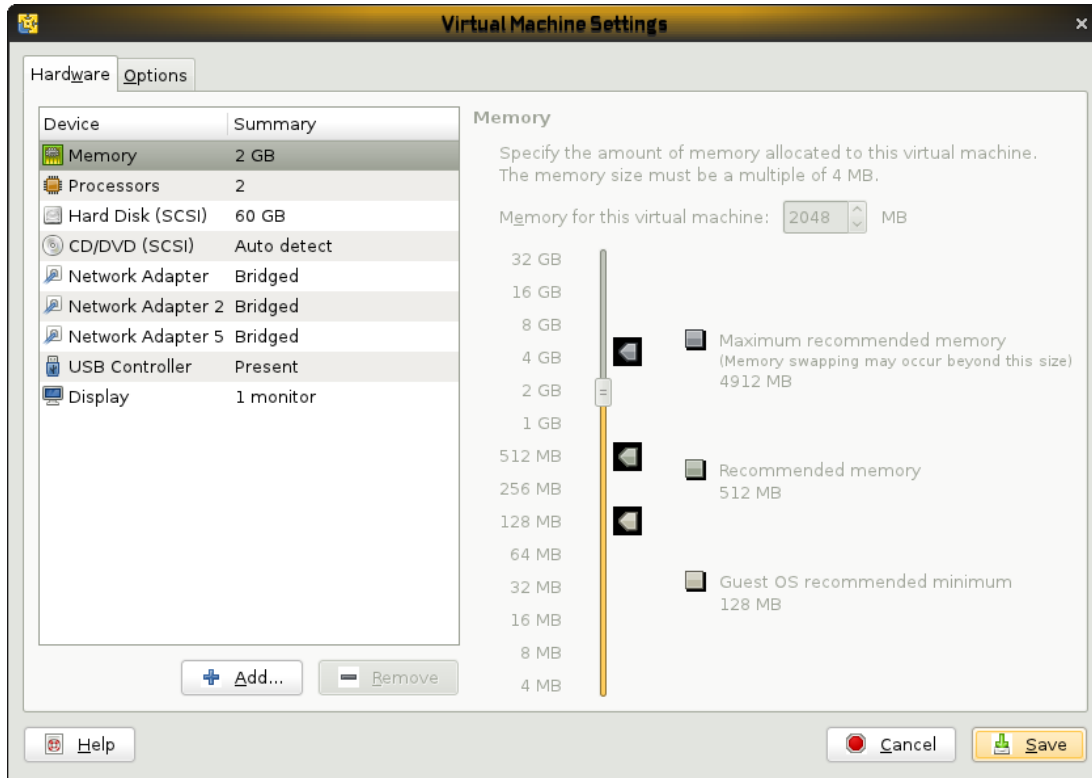 Virtual Machine Settings
Hardware Options
Device Summary
Memory 2 GB
Processors 2
Hard Disk (SCSI) 60 GB
CD/DVD (SCSI) Auto detect
Network Adapter Bridged
Network Adapter 2 Bridged
Network Adapter 5 Bridged
USB Controller Present
Display 1 monitor
Add...
Remove
Memory
Specify the amount of memory allocated to this virtual machine.
The memory size must be a multiple of 4 MB.
Memory for this virtual machine: 2048 MB
32 GB
16 GB
8 GB
4 GB
2 GB
1 GB
512 MB
256 MB
128 MB
64 MB
32 MB
16 MB
8 MB
4 MB
Maximum recommended memory
(Memory swapping may occur beyond this size)
4912 MB
Recommended memory
512 MB
Guest OS recommended minimum
128 MB
Help
Cancel
Save